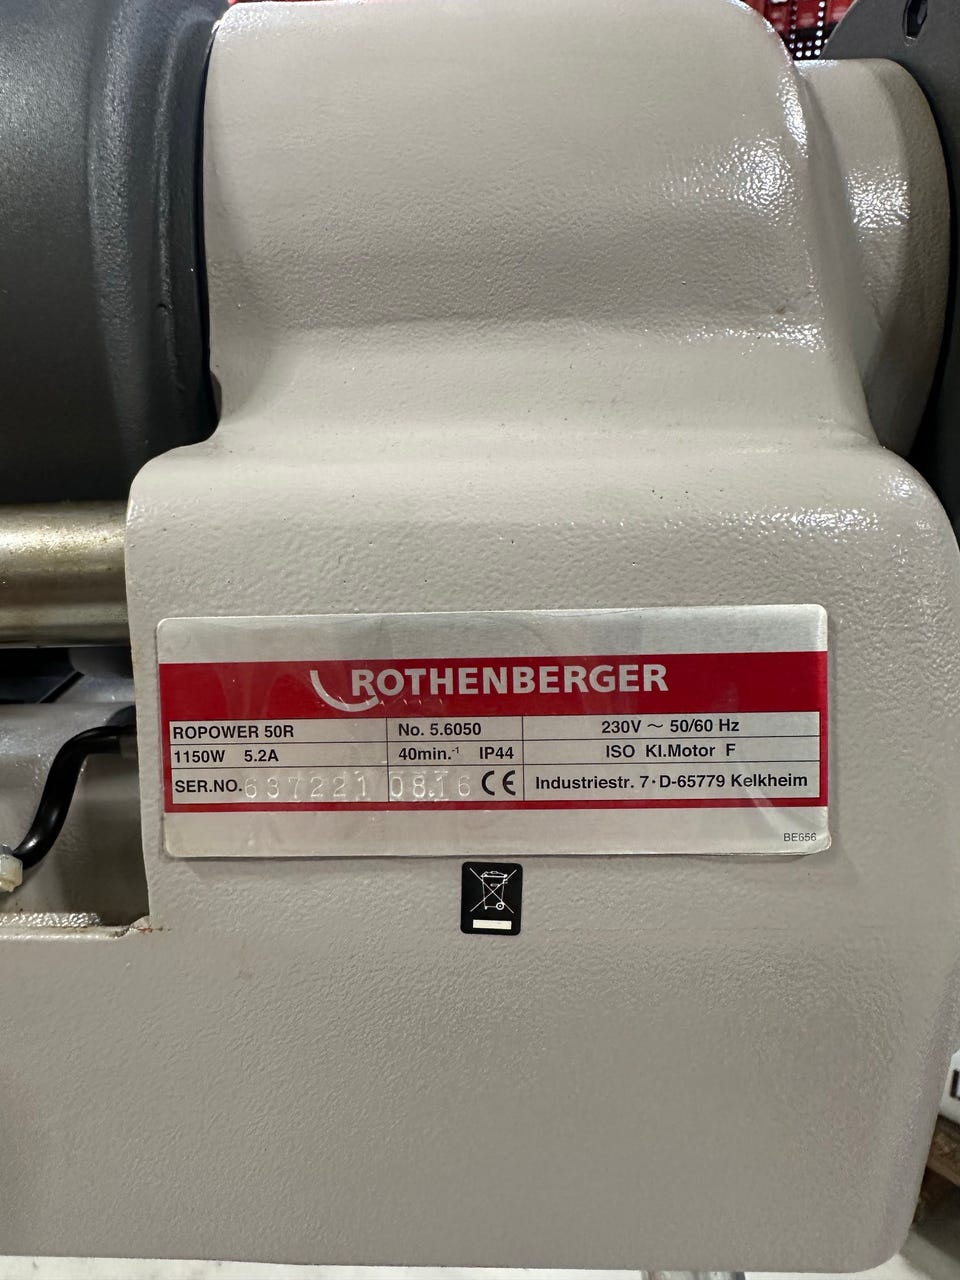 ROTHENBERGER
ROPOWER 50R No. 5.6050 230V ~ 50/60 Hz
1150W 5.2A 40min.⁻¹ IP44 ISO Kl.Motor F
SER.NO. 637221 08.16 CE Industriestr. 7·D-65779 Kelkheim
BE656